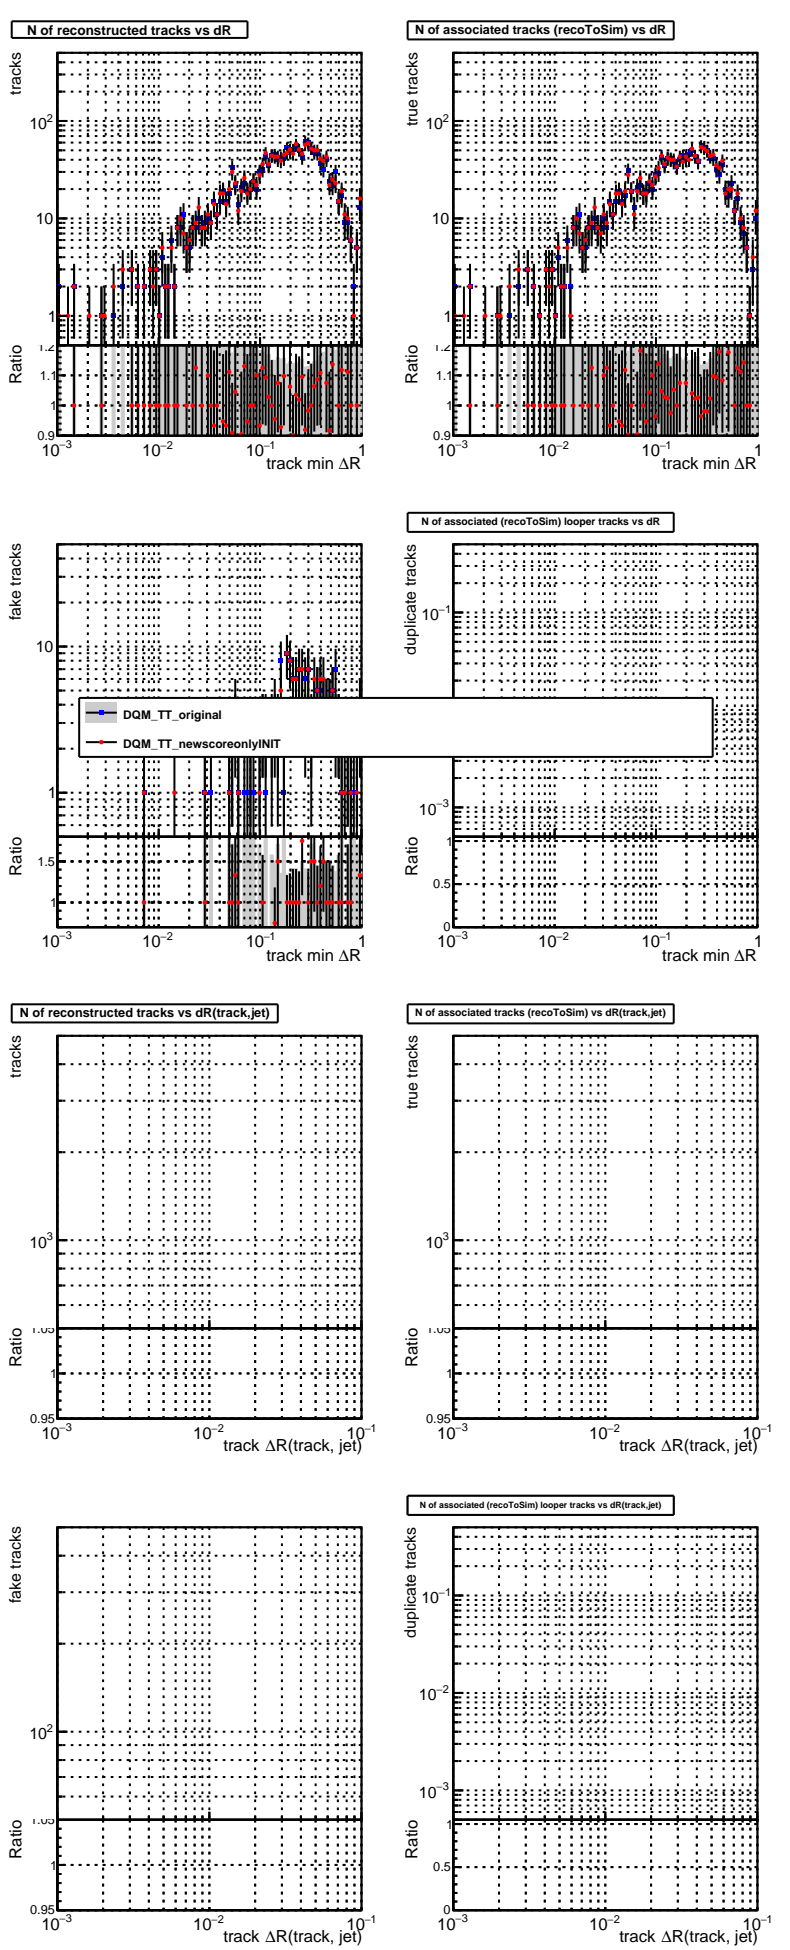 N of reconstructed tracks vs dR
tracks
10²
10
1
Ratio
1.2
1.1
1
0.9
10⁻³
10⁻²
10⁻¹
1
track min ΔR
N of associated tracks (recoToSim) vs dR
true tracks
10²
10
1
Ratio
1.2
1.1
1
0.9
10⁻³
10⁻²
10⁻¹
1
track min ΔR
fake tracks
10
1
Ratio
1.5
1
10⁻³
10⁻²
10⁻¹
1
track min ΔR
N of associated (recoToSim) looper tracks vs dR
duplicate tracks
10⁻¹
10⁻³
Ratio
1
0.5
0
10⁻³
10⁻²
10⁻¹
1
track min ΔR
DQM_TT_original
DQM_TT_newscoreonlyINIT
N of reconstructed tracks vs dR(track,jet)
tracks
10³
Ratio
1.05
1
0.95
10⁻³
10⁻²
10⁻¹
track ΔR(track, jet)
N of associated tracks (recoToSim) vs dR(track,jet)
true tracks
10³
Ratio
1.05
1
0.95
10⁻³
10⁻²
10⁻¹
track ΔR(track, jet)
fake tracks
10²
Ratio
1.05
1
0.95
10⁻³
10⁻²
10⁻¹
track ΔR(track, jet)
N of associated (recoToSim) looper tracks vs dR(track,jet)
duplicate tracks
10⁻¹
10⁻²
10⁻³
Ratio
1
0.5
0
10⁻³
10⁻²
10⁻¹
track ΔR(track, jet)